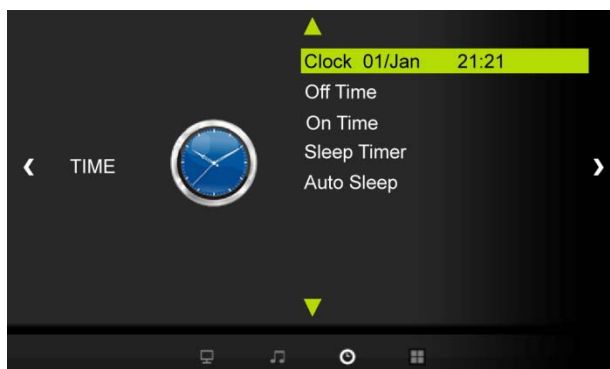 Clock 01/Jan 21:21
Off Time
On Time
TIME
Sleep Timer
Auto Sleep